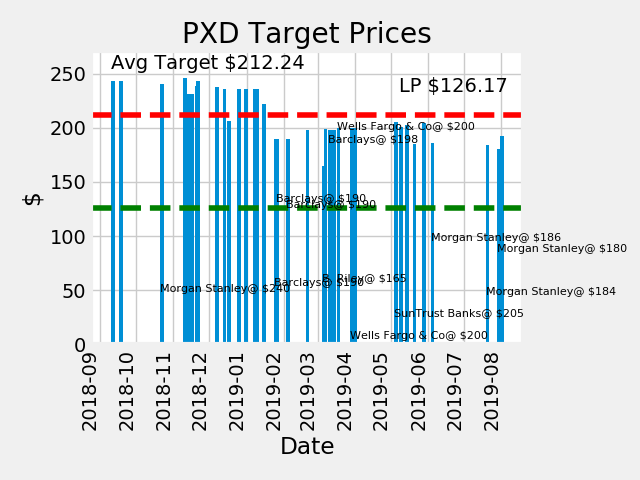 PXD Target Prices
Avg Target $212.24
LP $126.17
250
200
150
100
50
0
$
Wells Fargo & Co@ $200
Barclays@ $198
Barclays@ $190
Barclays@ $190
Morgan Stanley@ $186
Morgan Stanley@ $180
B. Riley@ $165
Barclays@ $190
Morgan Stanley@ $240
Morgan Stanley@ $184
SunTrust Banks@ $205
Wells Fargo & Co@ $200
2018-09
2018-10
2018-11
2018-12
2019-01
2019-02
2019-03
2019-04
2019-05
2019-06
2019-07
2019-08
Date